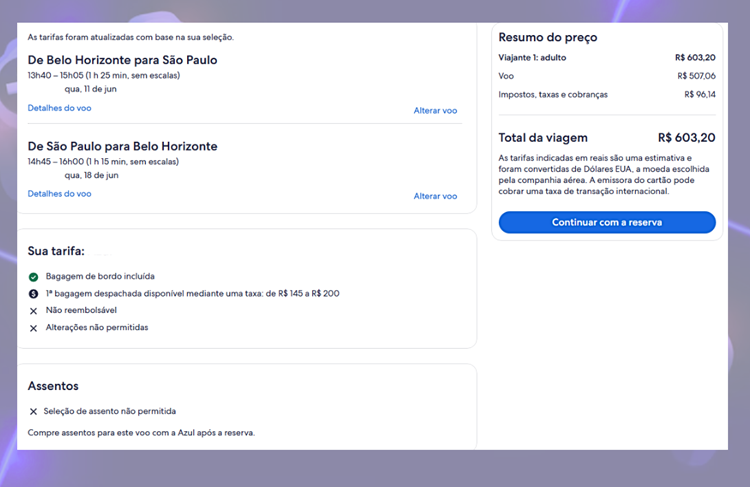 As tarifas foram atualizadas com base na sua seleção.
De Belo Horizonte para São Paulo
13h40 – 15h05 (1 h 25 min, sem escalas)
qua, 11 de jun
Detalhes do voo
Alterar voo
De São Paulo para Belo Horizonte
14h45 – 16h00 (1 h 15 min, sem escalas)
qua, 18 de jun
Detalhes do voo
Alterar voo
Sua tarifa:
Bagagem de bordo incluída
$ 1ª bagagem despachada disponível mediante uma taxa: de R$ 145 a R$ 200
Não reembolsável
Alterações não permitidas
Assentos
Seleção de assento não permitida
Compre assentos para este voo com a Azul após a reserva.
Resumo do preço
Viajante 1: adulto R$ 603,20
Voo R$ 507,06
Impostos, taxas e cobranças R$ 96,14
Total da viagem R$ 603,20
As tarifas indicadas em reais são uma estimativa e
foram convertidas de Dólares EUA, a moeda escolhida
pela companhia aérea. A emissora do cartão pode
cobrar uma taxa de transação internacional.
Continuar com a reserva